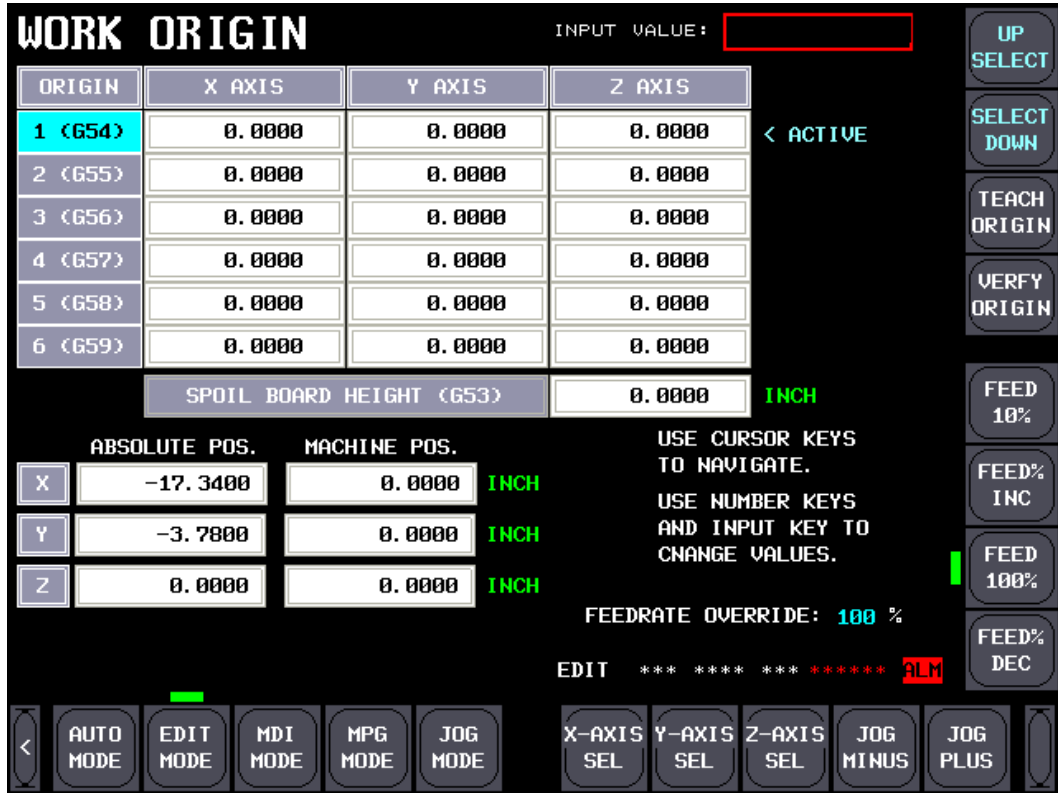 WORK ORIGIN
INPUT VALUE:
UP
SELECT
ORIGIN X AXIS Y AXIS Z AXIS
1 (G54) 0.0000 0.0000 0.0000 < ACTIVE
SELECT
DOWN
2 (G55) 0.0000 0.0000 0.0000
3 (G56) 0.0000 0.0000 0.0000
TEACH
ORIGIN
4 (G57) 0.0000 0.0000 0.0000
5 (G58) 0.0000 0.0000 0.0000
VERFY
ORIGIN
6 (G59) 0.0000 0.0000 0.0000
SPOIL BOARD HEIGHT (G53) 0.0000 INCH
FEED
10%
ABSOLUTE POS. MACHINE POS.
X -17.3400 0.0000 INCH
Y -3.7800 0.0000 INCH
Z 0.0000 0.0000 INCH
USE CURSOR KEYS
TO NAVIGATE.
USE NUMBER KEYS
AND INPUT KEY TO
CHANGE VALUES.
FEED%
INC
FEED
100%
FEEDRATE OVERRIDE: 100 %
FEED%
DEC
EDIT *** **** *** ****** ALM
<
AUTO
MODE
EDIT
MODE
MDI
MODE
MPG
MODE
JOG
MODE
X-AXIS
SEL
Y-AXIS
SEL
Z-AXIS
SEL
JOG
MINUS
JOG
PLUS